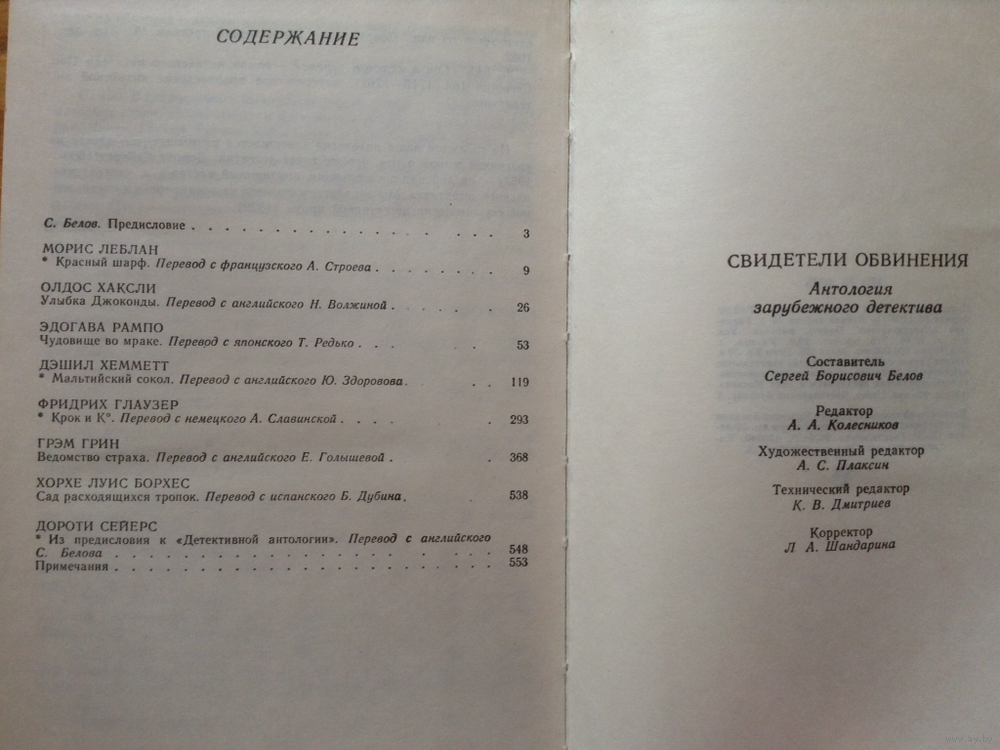 СОДЕРЖАНИЕ
С. Белов. Предисловие . . . . . . . . . . . . . . . . 3
МОРИС ЛЕБЛАН
* Красный шарф. Перевод с французского А. Строева . . . . . . . . 9
ОЛДОС ХАКСЛИ
Улыбка Джоконды. Перевод с английского Н. Волжиной . . . . . 26
ЭДОГАВА РАМПО
Чудовище во мраке. Перевод с японского Т. Редько . . . . . 53
ДЭШИЛ ХЕММЕТТ
* Мальтийский сокол. Перевод с английского Ю. Здоровова . . . 119
ФРИДРИХ ГЛАУЗЕР
* Крок и К°. Перевод с немецкого А. Славинской . . . . . 293
ГРЭМ ГРИН
Ведомство страха. Перевод с английского Е. Голышевой . . 368
ХОРХЕ ЛУИС БОРХЕС
Сад расходящихся тропок. Перевод с испанского Б. Дубина . . 538
ДОРОТИ СЕЙЕРС
* Из предисловия к «Детективной антологии». Перевод с английского
С. Белова . . . . . . . . . . . . . . . . . . . . 548
Примечания . . . . . . . . . . . . . . . . . . . . 553
СВИДЕТЕЛИ ОБВИНЕНИЯ
Антология
зарубежного детектива
Составитель
Сергей Борисович Белов
Редактор
А. А. Колесников
Художественный редактор
А. С. Плаксин
Технический редактор
К. В. Дмитриев
Корректор
Л А. Шандарина